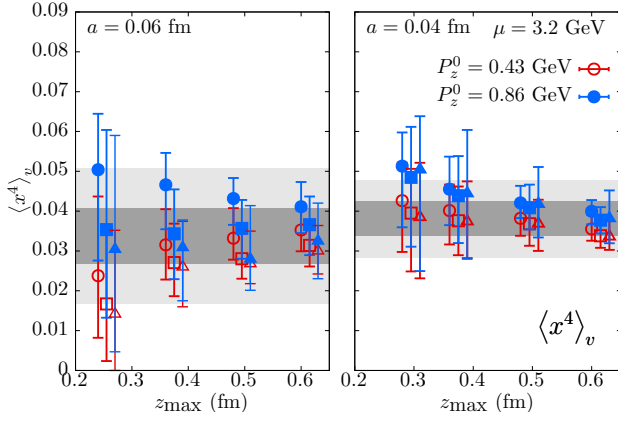 0.09
0.08
0.07
0.06
0.05
0.04
0.03
0.02
0.01
0
⟨x⁴⟩ᵥ
a = 0.06 fm
0.2 0.3 0.4 0.5 0.6
z_max (fm)
a = 0.04 fm μ = 3.2 GeV
P_z^0 = 0.43 GeV
P_z^0 = 0.86 GeV
⟨x⁴⟩ᵥ
0.2 0.3 0.4 0.5 0.6
z_max (fm)